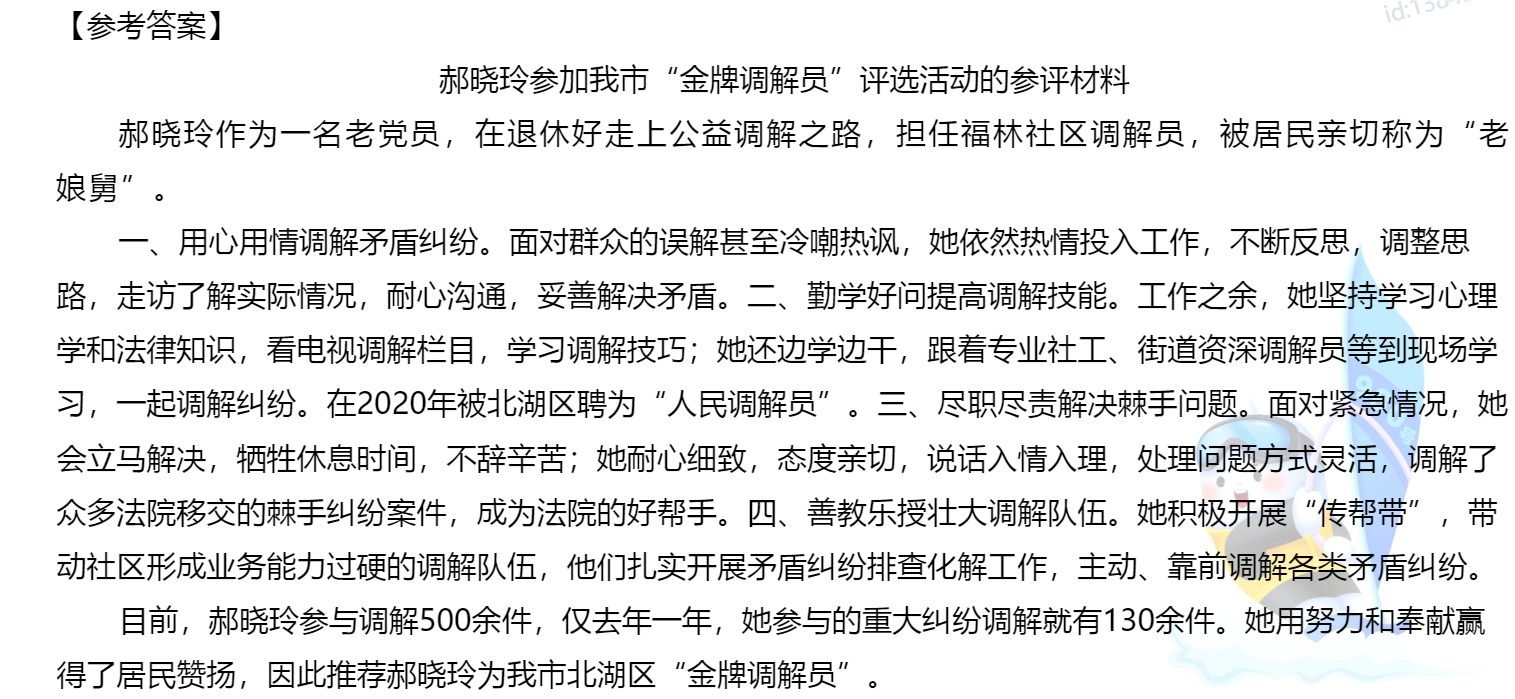 【参考答案】
郝晓玲参加我市“金牌调解员”评选活动的参评材料
郝晓玲作为一名老党员，在退休好走上公益调解之路，担任福林社区调解员，被居民亲切称为“老
娘舅”。
一、用心用情调解矛盾纠纷。面对群众的误解甚至冷嘲热讽，她依然热情投入工作，不断反思，调整思
路，走访了解实际情况，耐心沟通，妥善解决矛盾。二、勤学好问提高调解技能。工作之余，她坚持学习心理
学和法律知识，看电视调解栏目，学习调解技巧；她还边学边干，跟着专业社工、街道资深调解员等到现场学
习，一起调解纠纷。在2020年被北湖区聘为“人民调解员”。三、尽职尽责解决棘手问题。面对紧急情况，她
会立马解决，牺牲休息时间，不辞辛苦；她耐心细致，态度亲切，说话入情入理，处理问题方式灵活，调解了
众多法院移交的棘手纠纷案件，成为法院的好帮手。四、善教乐授壮大调解队伍。她积极开展“传帮带”，带
动社区形成业务能力过硬的调解队伍，他们扎实开展矛盾纠纷排查化解工作，主动、靠前调解各类矛盾纠纷。
目前，郝晓玲参与调解500余件，仅去年一年，她参与的重大纠纷调解就有130余件。她用努力和奉献赢
得了居民赞扬，因此推荐郝晓玲为我市北湖区“金牌调解员”。